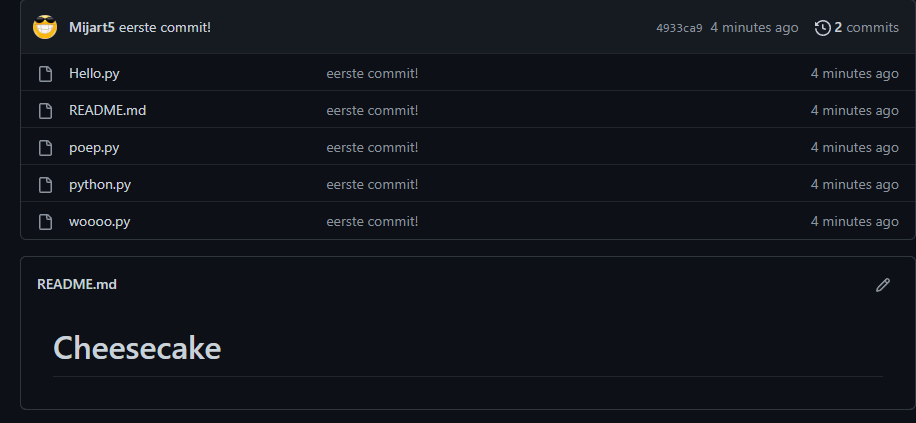 Mijart5 eerste commit! 4933ca9 4 minutes ago 2 commits
Hello.py eerste commit! 4 minutes ago
README.md eerste commit! 4 minutes ago
poep.py eerste commit! 4 minutes ago
python.py eerste commit! 4 minutes ago
woooo.py eerste commit! 4 minutes ago
README.md
Cheesecake